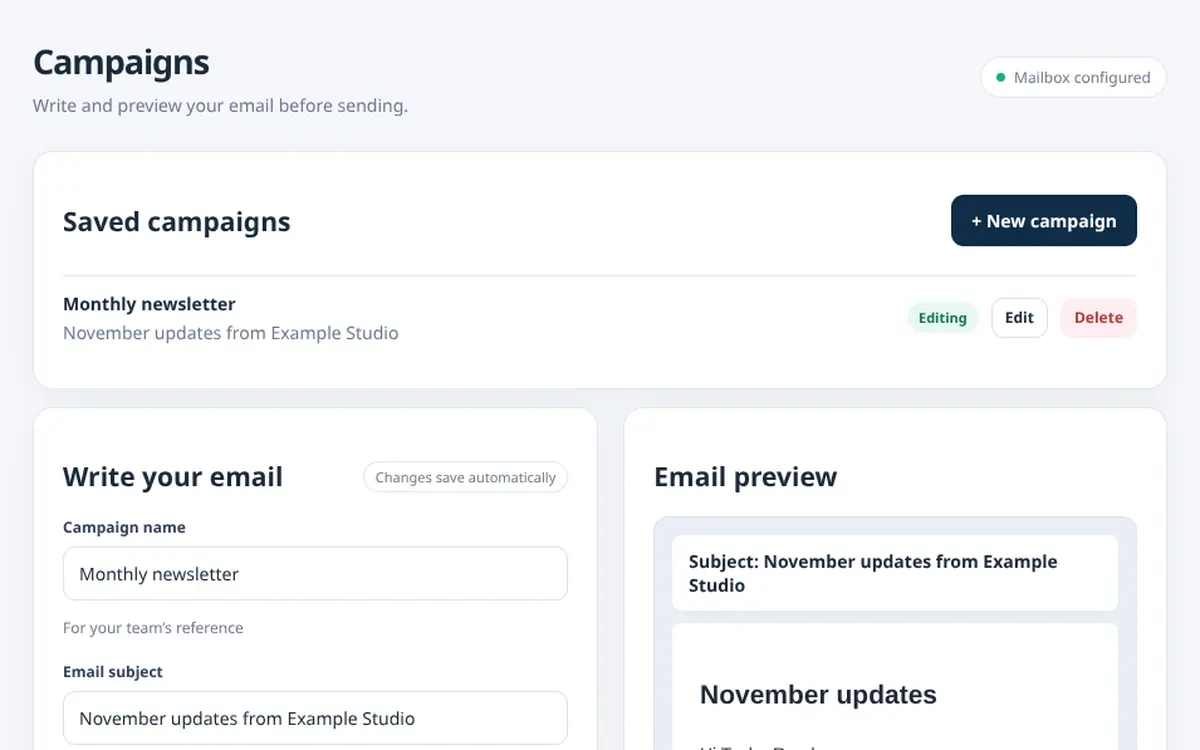 Campaigns
Write and preview your email before sending.
Mailbox configured
Saved campaigns
+ New campaign
Monthly newsletter
November updates from Example Studio
Editing
Edit
Delete
Write your email
Changes save automatically
Campaign name
Monthly newsletter
For your team’s reference
Email subject
November updates from Example Studio
Email preview
Subject: November updates from Example
Studio
November updates